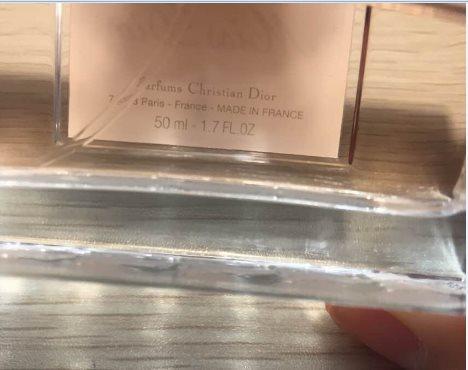 Parfums Christian Dior
Paris - France - MADE IN FRANCE
50 ml - 1.7 FL.OZ